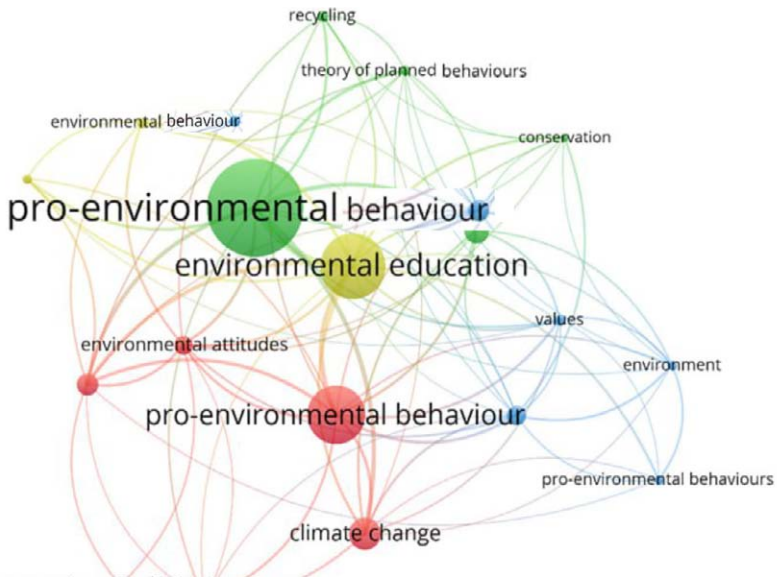 recycling
theory of planned behaviours
environmental behaviour
conservation
pro-environmental behaviour
environmental education
values
environmental attitudes
environment
pro-environmental behaviour
pro-environmental behaviours
climate change